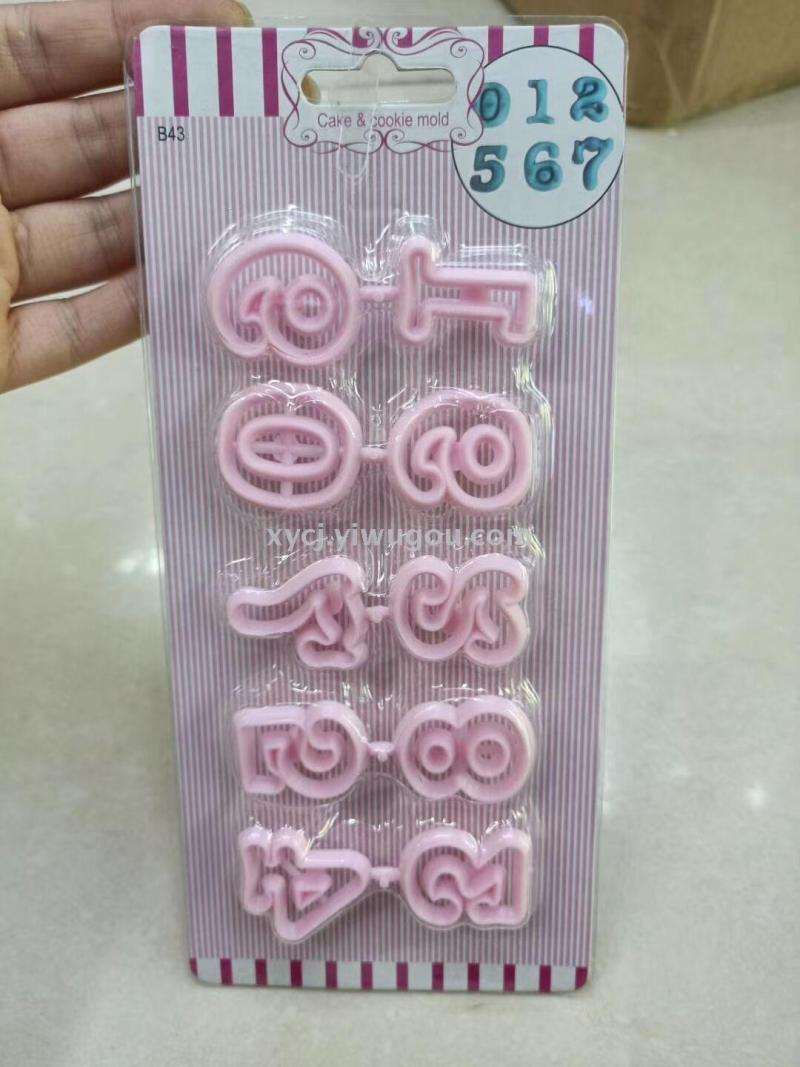 Cake & cookie mold
B43
012
567
xycj.yiwugou.com